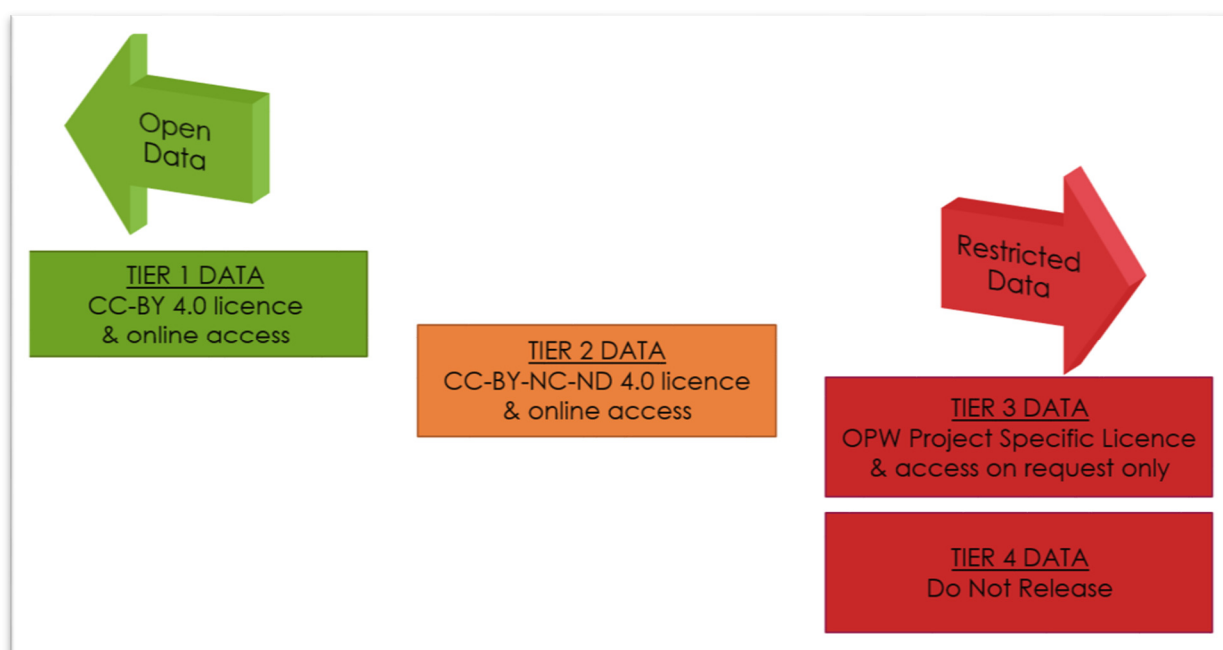 Open
Data
TIER 1 DATA
CC-BY 4.0 licence
& online access
TIER 2 DATA
CC-BY-NC-ND 4.0 licence
& online access
Restricted
Data
TIER 3 DATA
OPW Project Specific Licence
& access on request only
TIER 4 DATA
Do Not Release